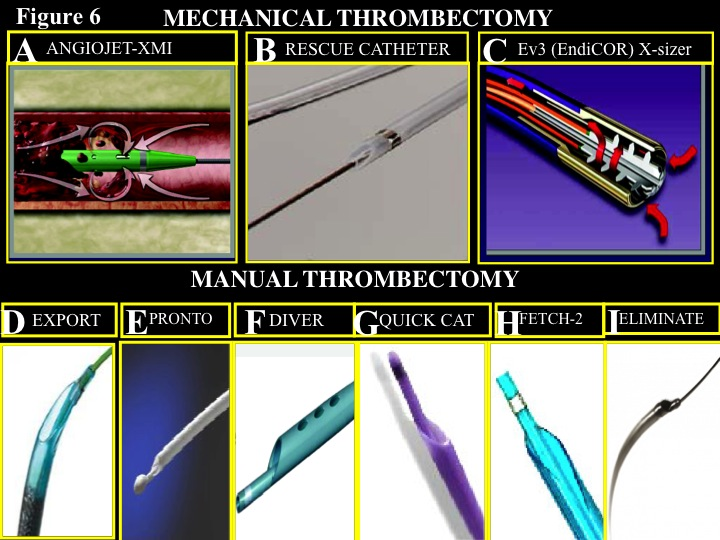 Figure 6
MECHANICAL THROMBECTOMY
A ANGIOJET-XMI
B RESCUE CATHETER
C Ev3 (EndiCOR) X-sizer
MANUAL THROMBECTOMY
D EXPORT
E PRONTO
F DIVER
G QUICK CAT
H FETCH-2
I ELIMINATE